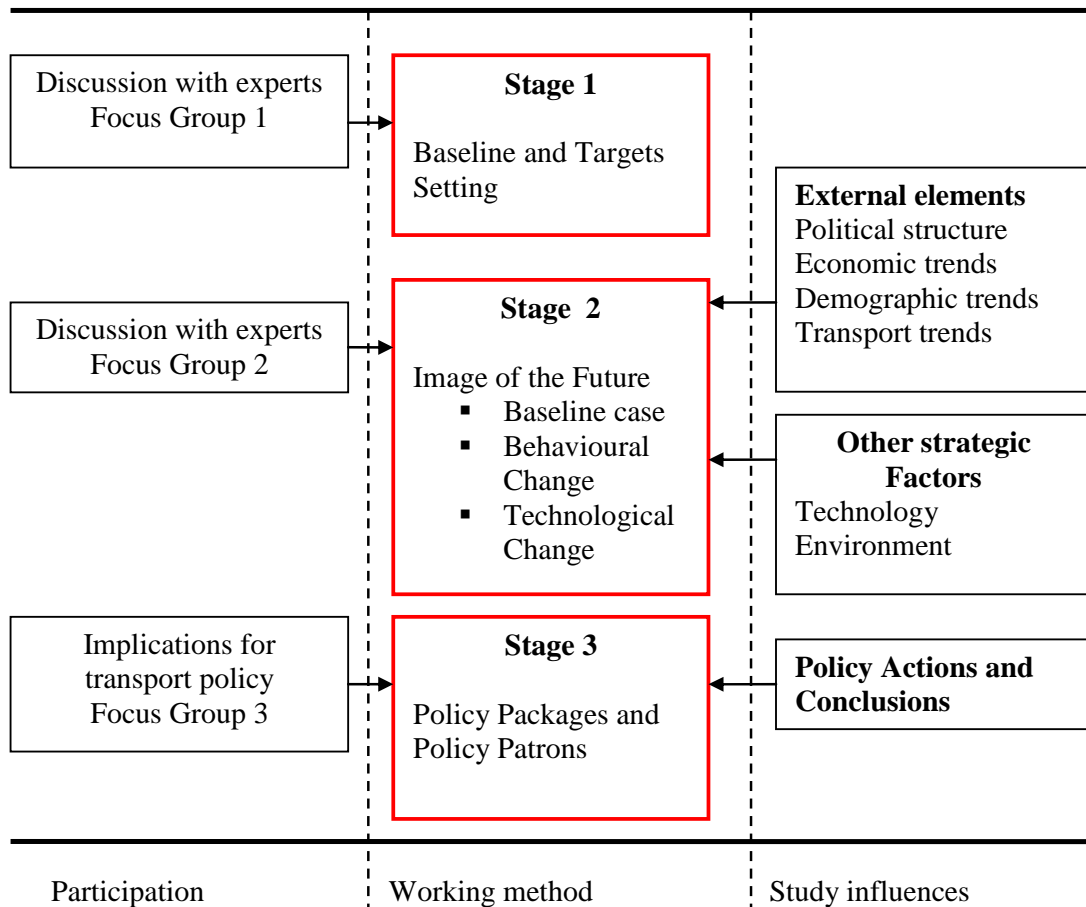 Discussion with experts
Focus Group 1
Stage 1
Baseline and Targets
Setting
External elements
Political structure
Economic trends
Demographic trends
Transport trends
Discussion with experts
Focus Group 2
Stage 2
Image of the Future
▪ Baseline case
▪ Behavioural
Change
▪ Technological
Change
Other strategic
Factors
Technology
Environment
Implications for
transport policy
Focus Group 3
Stage 3
Policy Packages and
Policy Patrons
Policy Actions and
Conclusions
Participation
Working method
Study influences